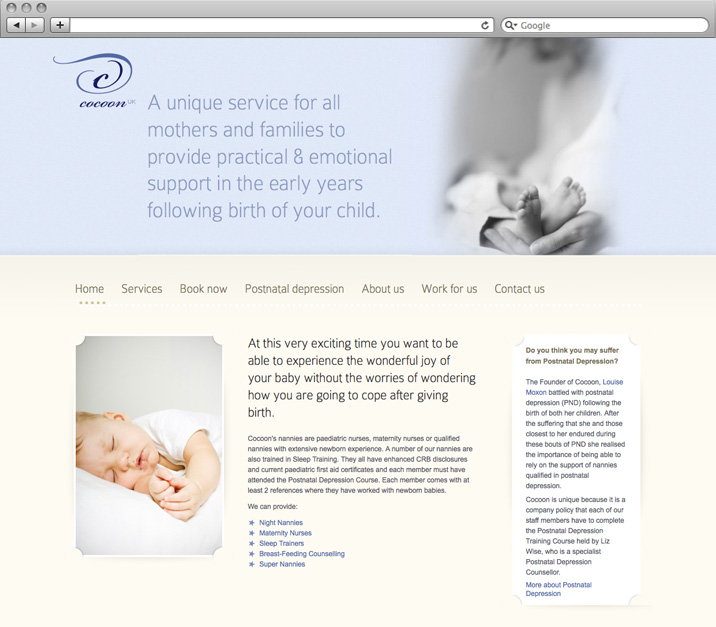 Google
cocoon UK
A unique service for all
mothers and families to
provide practical & emotional
support in the early years
following birth of your child.
Home Services Book now Postnatal depression About us Work for us Contact us
At this very exciting time you want to be
able to experience the wonderful joy of
your baby without the worries of wondering
how you are going to cope after giving
birth.
Cocoon's nannies are paediatric nurses, maternity nurses or qualified
nannies with extensive newborn experience. A number of our nannies are
also trained in Sleep Training. They all have enhanced CRB disclosures
and current paediatric first aid certificates and each member must have
attended the Postnatal Depression Course. Each member comes with at
least 2 references where they have worked with newborn babies.
We can provide:
Night Nannies
Maternity Nurses
Sleep Trainers
Breast-Feeding Counselling
Super Nannies
Do you think you may suffer
from Postnatal Depression?
The Founder of Cocoon, Louise
Moxon battled with postnatal
depression (PND) following the
birth of both her children. After
the suffering that she and those
closest to her endured during
these bouts of PND she realised
the importance of being able to
rely on the support of nannies
qualified in postnatal
depression.
Cocoon is unique because it is a
company policy that each of our
staff members have to complete
the Postnatal Depression
Training Course held by Liz
Wise, who is a specialist
Postnatal Depression
Counsellor.
More about Postnatal
Depression